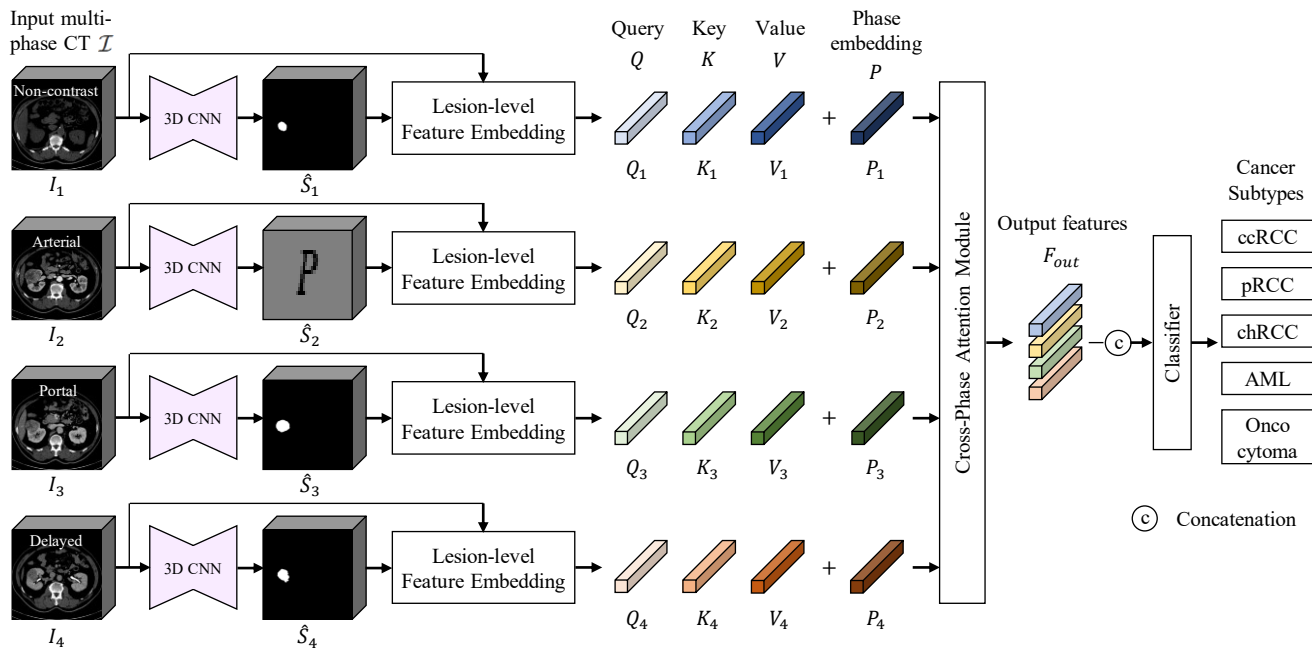 Input multi-
phase CT ℐ
Query
Key
Value
Phase
embedding
Q
K
V
P
Non-contrast
3D CNN
Lesion-level
Feature Embedding
+
I₁
Ŝ₁
Q₁
K₁
V₁
P₁
Arterial
3D CNN
P
Lesion-level
Feature Embedding
+
I₂
Ŝ₂
Q₂
K₂
V₂
P₂
Portal
3D CNN
Lesion-level
Feature Embedding
+
I₃
Ŝ₃
Q₃
K₃
V₃
P₃
Delayed
3D CNN
Lesion-level
Feature Embedding
+
I₄
Ŝ₄
Q₄
K₄
V₄
P₄
Cross-Phase Attention Module
Output features
F_out
c
Classifier
Cancer
Subtypes
ccRCC
pRCC
chRCC
AML
Onco
cytoma
c Concatenation